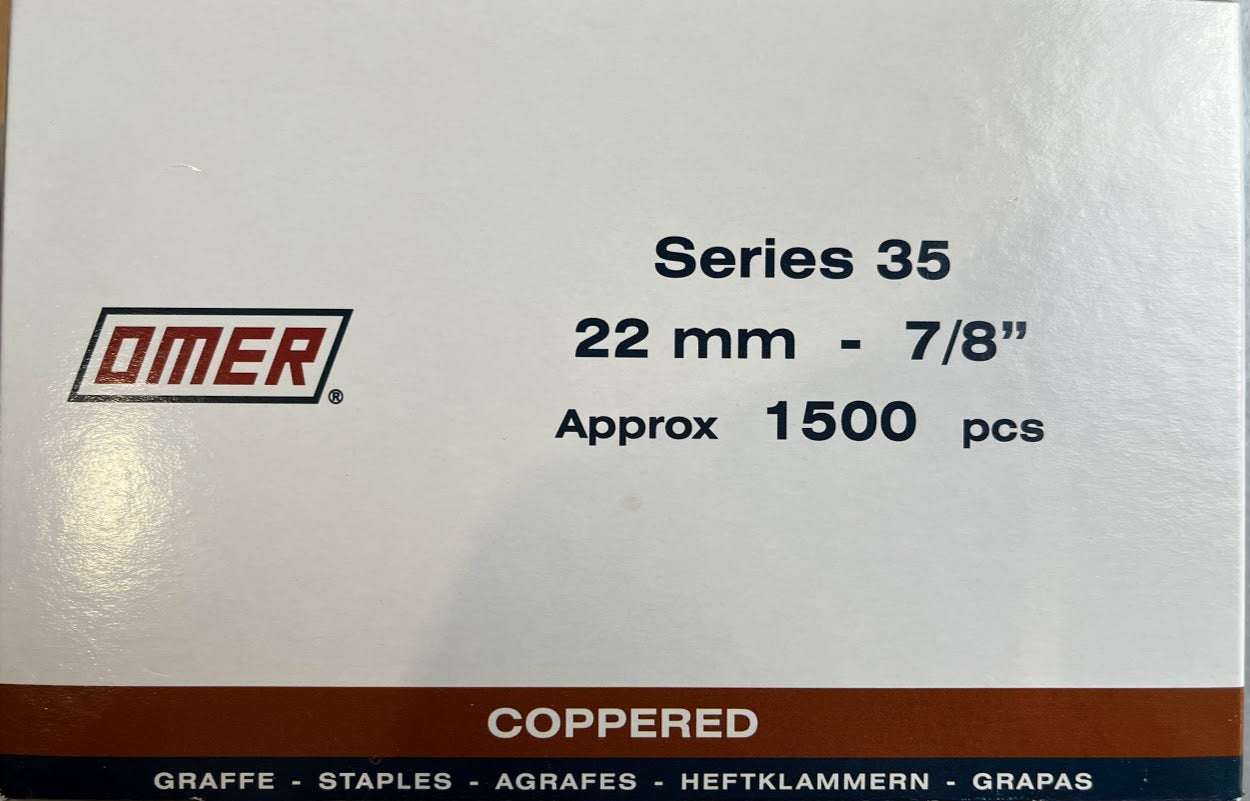 Series 35
22 mm - 7/8”
Approx 1500 pcs
OMER®
COPPERED
GRAFFE - STAPLES - AGRAFES - HEFTKLAMMERN - GRAPAS